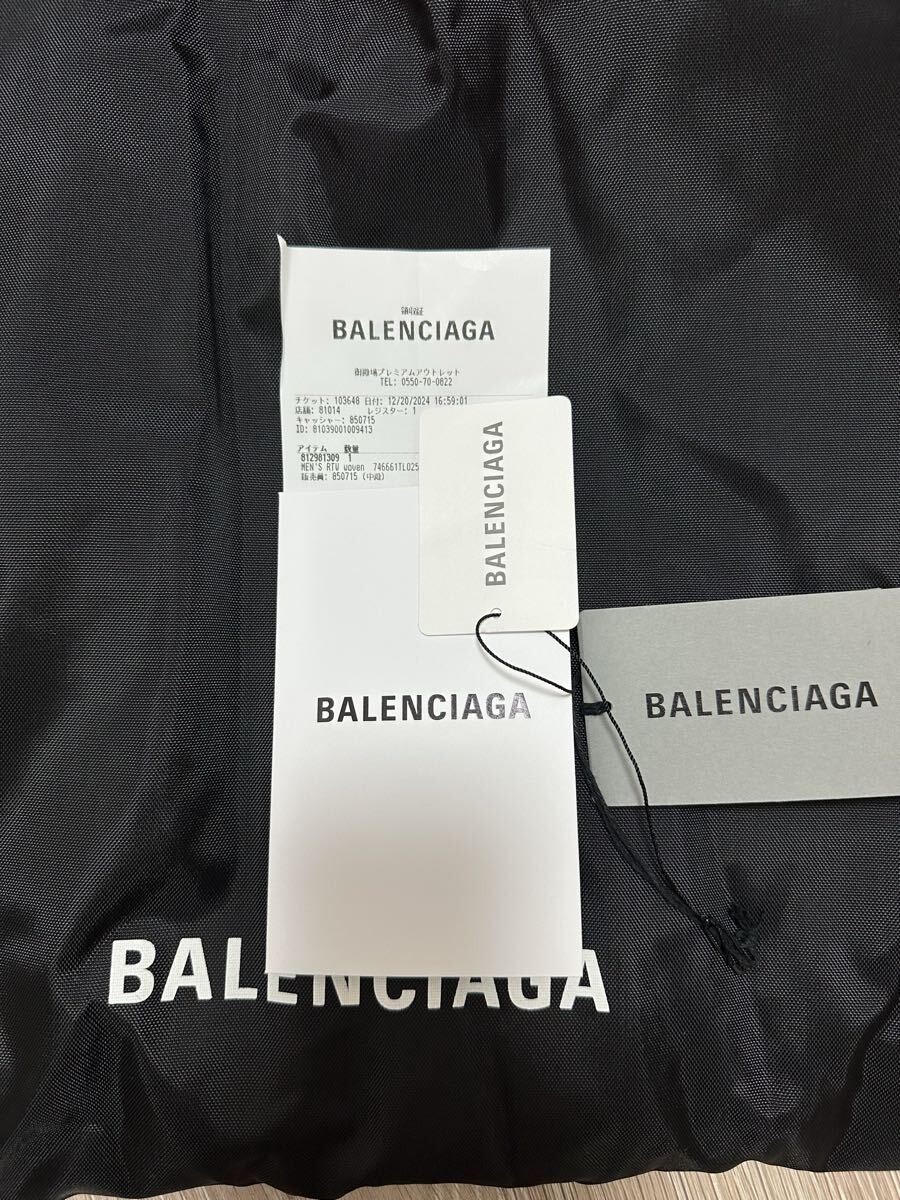 領収証
BALENCIAGA
御殿場プレミアムアウトレット
TEL: 0550-70-0822
チケット: 103648 日付: 12/20/2024 16:59:01
店舗: 81014 レジスター: 1
キャッシャー: 850715
ID: 81039001009413
アイテム 数量
812981309 1
MEN'S RTW woven 746661TL025
販売員: 850715 (中殿)
BALENCIAGA
BALENCIAGA
BALENCIAGA
BALENCIAGA